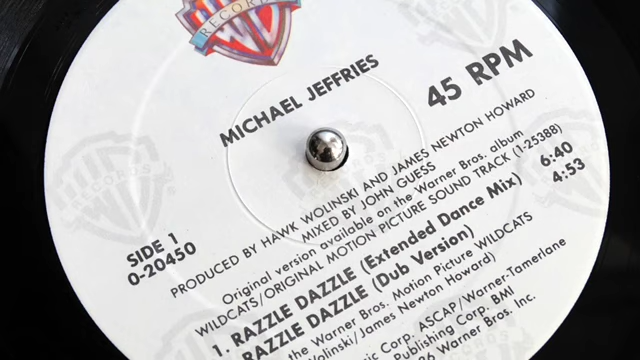 RECORDS
MICHAEL JEFFRIES
45 RPM
SIDE 1
0-20450
PRODUCED BY HAWK WOLINSKI AND JAMES NEWTON HOWARD
MIXED BY JOHN GUESS
Original version available on the Warner Bros. album
WILDCATS/ORIGINAL MOTION PICTURE SOUND TRACK (1-25388)
1. RAZZLE DAZZLE (Extended Dance Mix) 6:40
RAZZLE DAZZLE (Dub Version) 4:53
the Warner Bros. Motion Picture WILDCATS
Wolinski/James Newton Howard)
Corp. ASCAP/Warner-Tamerlane
Publishing Corp. BMI
Warner Bros. Inc.